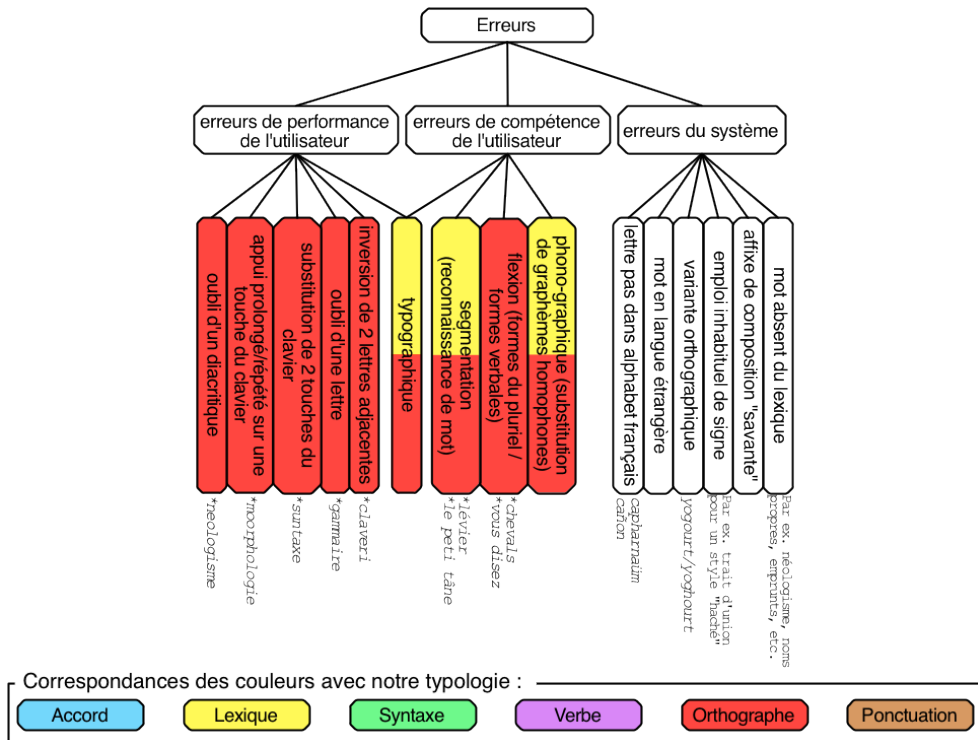 Erreurs
erreurs de performance
de l'utilisateur
erreurs de compétence
de l'utilisateur
erreurs du système
oubli d'un diacritique
appui prolongé/répété sur une
touche du clavier
substitution de 2 touches du
clavier
oubli d'une lettre
inversion de 2 lettres adjacentes
typographique
segmentation
(reconnaissance de mot)
flexion (formes du pluriel /
formes verbales)
phono-graphique (substitution
de graphèmes homophones)
lettre pas dans alphabet français
mot en langue étrangère
variante orthographique
emploi inhabituel de signe
affixe de composition "savante"
mot absent du lexique
*neologisme
*moorphologie
*suntaxe
*gammaire
*claveri
*lévier
*le peti tâne
*chevals
*vous disez
capharnaüm
cañon
yogourt/yoghourt
Par ex. trait d'union
pour un style "haché"
Par ex. néologisme, noms
propres, emprunts, etc.
Correspondances des couleurs avec notre typologie :
Accord
Lexique
Syntaxe
Verbe
Orthographe
Ponctuation